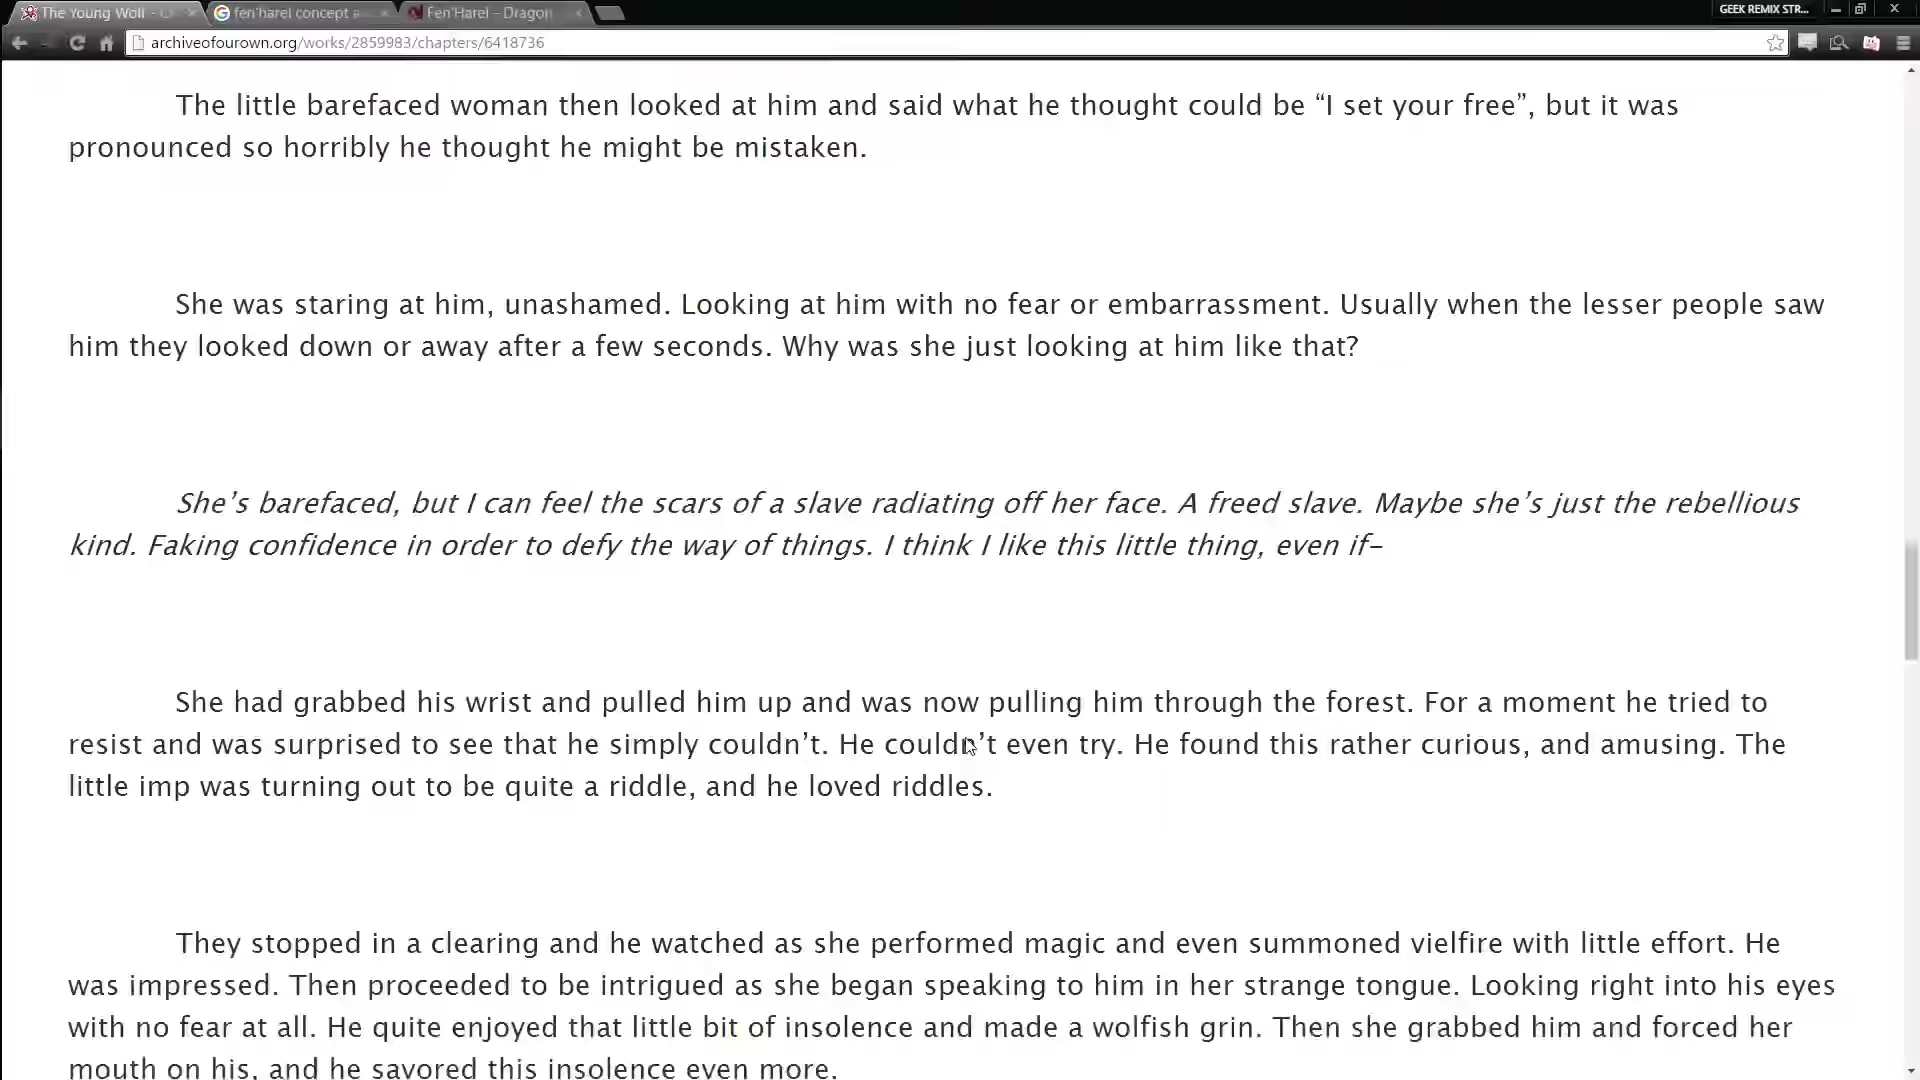 The Young Woll - 
fen'harel concept a
Fen'Harel – Dragon
GEEK REMIX STR...
archiveofourown.org/works/2859983/chapters/6418736
The little barefaced woman then looked at him and said what he thought could be “I set your free”, but it was
pronounced so horribly he thought he might be mistaken.
She was staring at him, unashamed. Looking at him with no fear or embarrassment. Usually when the lesser people saw
him they looked down or away after a few seconds. Why was she just looking at him like that?
She’s barefaced, but I can feel the scars of a slave radiating off her face. A freed slave. Maybe she’s just the rebellious
kind. Faking confidence in order to defy the way of things. I think I like this little thing, even if–
She had grabbed his wrist and pulled him up and was now pulling him through the forest. For a moment he tried to
resist and was surprised to see that he simply couldn’t. He couldn’t even try. He found this rather curious, and amusing. The
little imp was turning out to be quite a riddle, and he loved riddles.
They stopped in a clearing and he watched as she performed magic and even summoned vielfire with little effort. He
was impressed. Then proceeded to be intrigued as she began speaking to him in her strange tongue. Looking right into his eyes
with no fear at all. He quite enjoyed that little bit of insolence and made a wolfish grin. Then she grabbed him and forced her
mouth on his, and he savored this insolence even more.